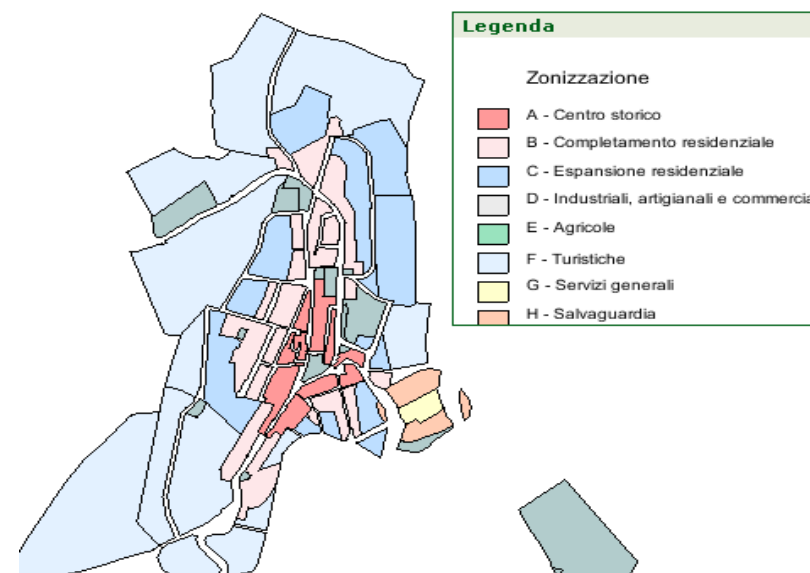 Legenda
Zonizzazione
A - Centro storico
B - Completamento residenziale
C - Espansione residenziale
D - Industriali, artigianali e commercia
E - Agricole
F - Turistiche
G - Servizi generali
H - Salvaguardia